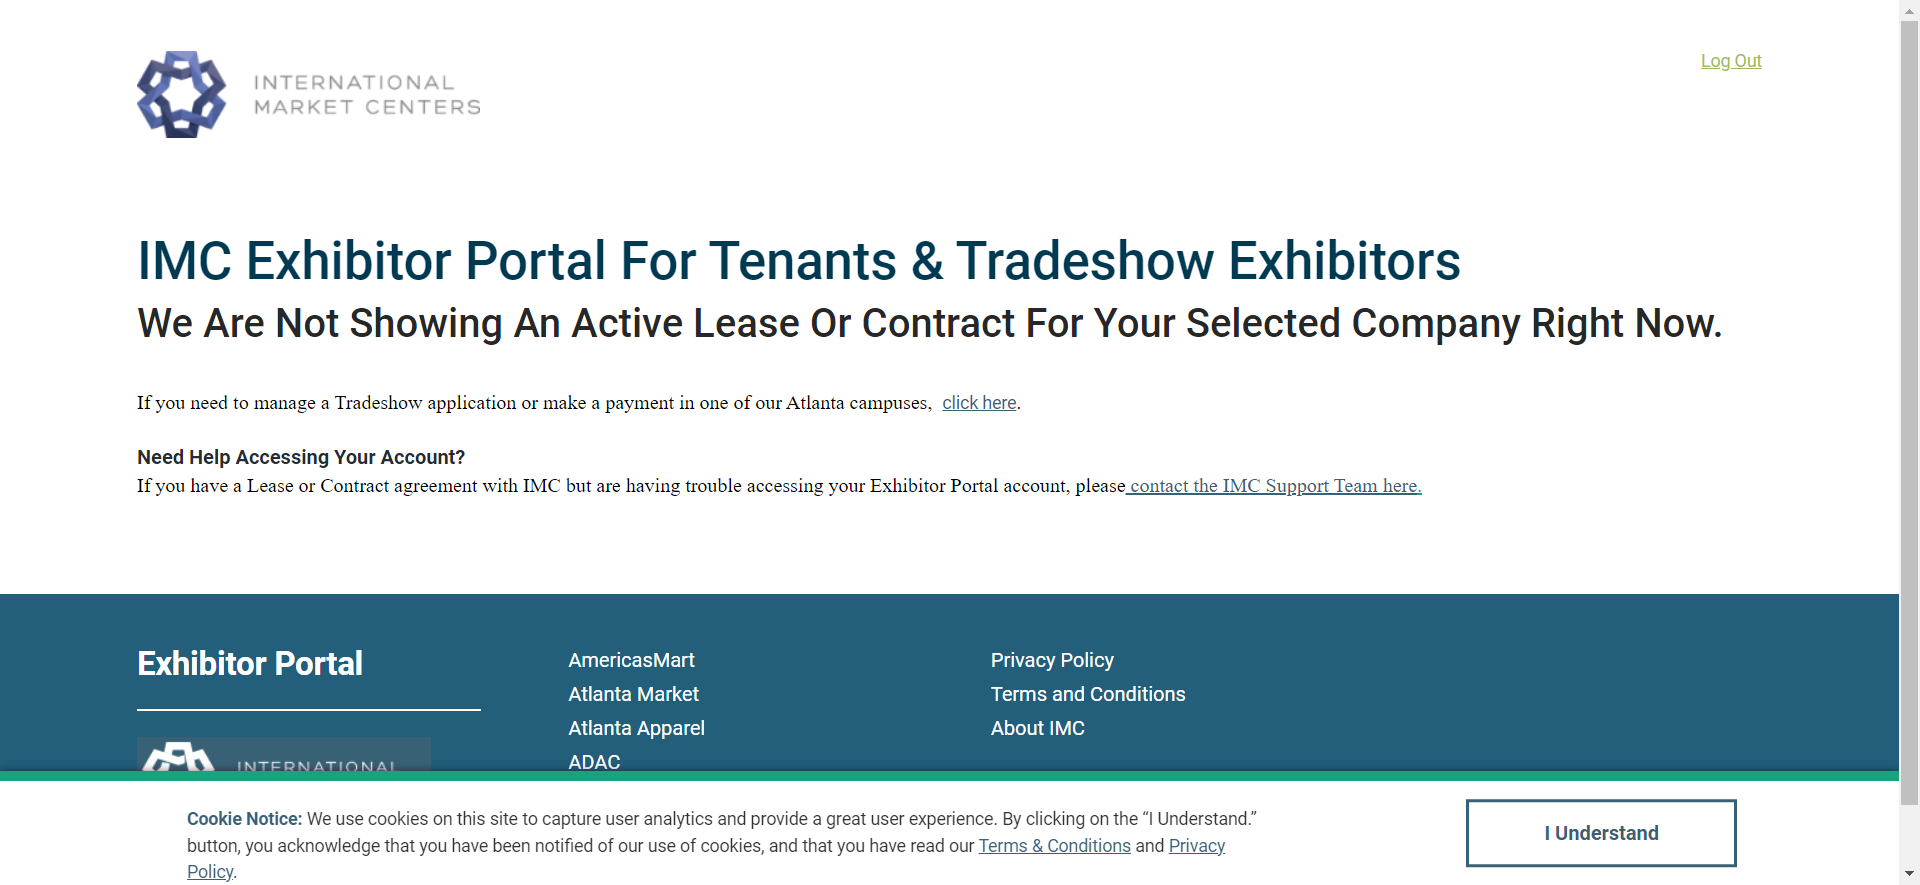 INTERNATIONAL
MARKET CENTERS
Log Out
IMC Exhibitor Portal For Tenants & Tradeshow Exhibitors
We Are Not Showing An Active Lease Or Contract For Your Selected Company Right Now.
If you need to manage a Tradeshow application or make a payment in one of our Atlanta campuses, click here.
Need Help Accessing Your Account?
If you have a Lease or Contract agreement with IMC but are having trouble accessing your Exhibitor Portal account, please contact the IMC Support Team here.
Exhibitor Portal
INTERNATIONAL
AmericasMart
Atlanta Market
Atlanta Apparel
ADAC
Privacy Policy
Terms and Conditions
About IMC
Cookie Notice: We use cookies on this site to capture user analytics and provide a great user experience. By clicking on the “I Understand.”
button, you acknowledge that you have been notified of our use of cookies, and that you have read our Terms & Conditions and Privacy
Policy.
I Understand